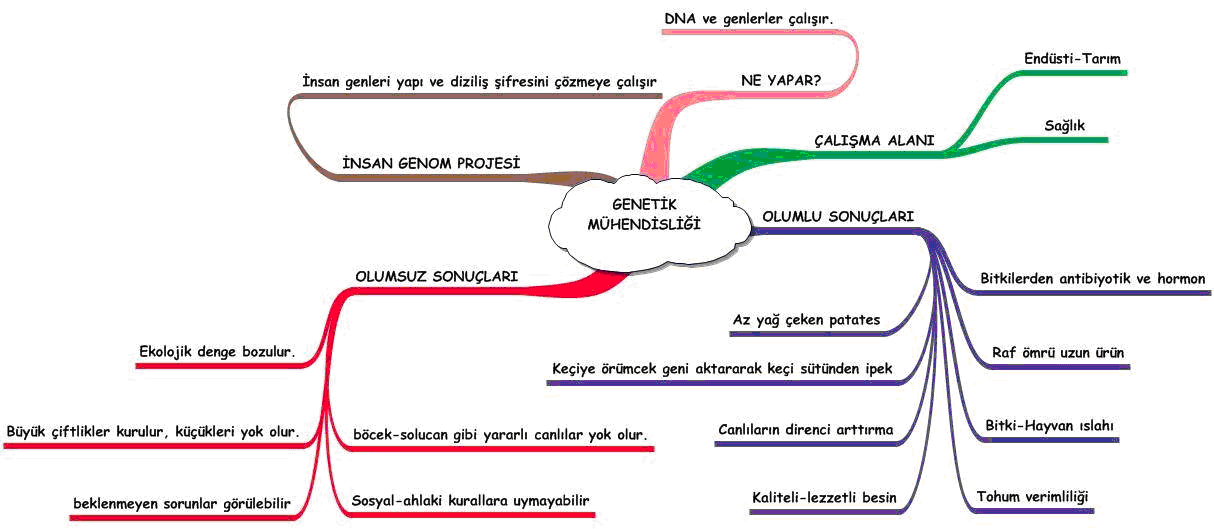 DNA ve genlerler çalışır.
NE YAPAR?
İnsan genleri yapı ve diziliş şifresini çözmeye çalışır
İNSAN GENOM PROJESİ
Endüsti-Tarım
Sağlık
ÇALIŞMA ALANI
GENETİK
MÜHENDİSLİĞİ
OLUMLU SONUÇLARI
Bitkilerden antibiyotik ve hormon
Az yağ çeken patates
Raf ömrü uzun ürün
Keçiye örümcek geni aktararak keçi sütünden ipek
Canlıların direnci arttırma
Bitki-Hayvan ıslahı
Kaliteli-lezzetli besin
Tohum verimliliği
OLUMSUZ SONUÇLARI
Ekolojik denge bozulur.
Büyük çiftlikler kurulur, küçükleri yok olur.
böcek-solucan gibi yararlı canlılar yok olur.
beklenmeyen sorunlar görülebilir
Sosyal-ahlaki kurallara uymayabilir